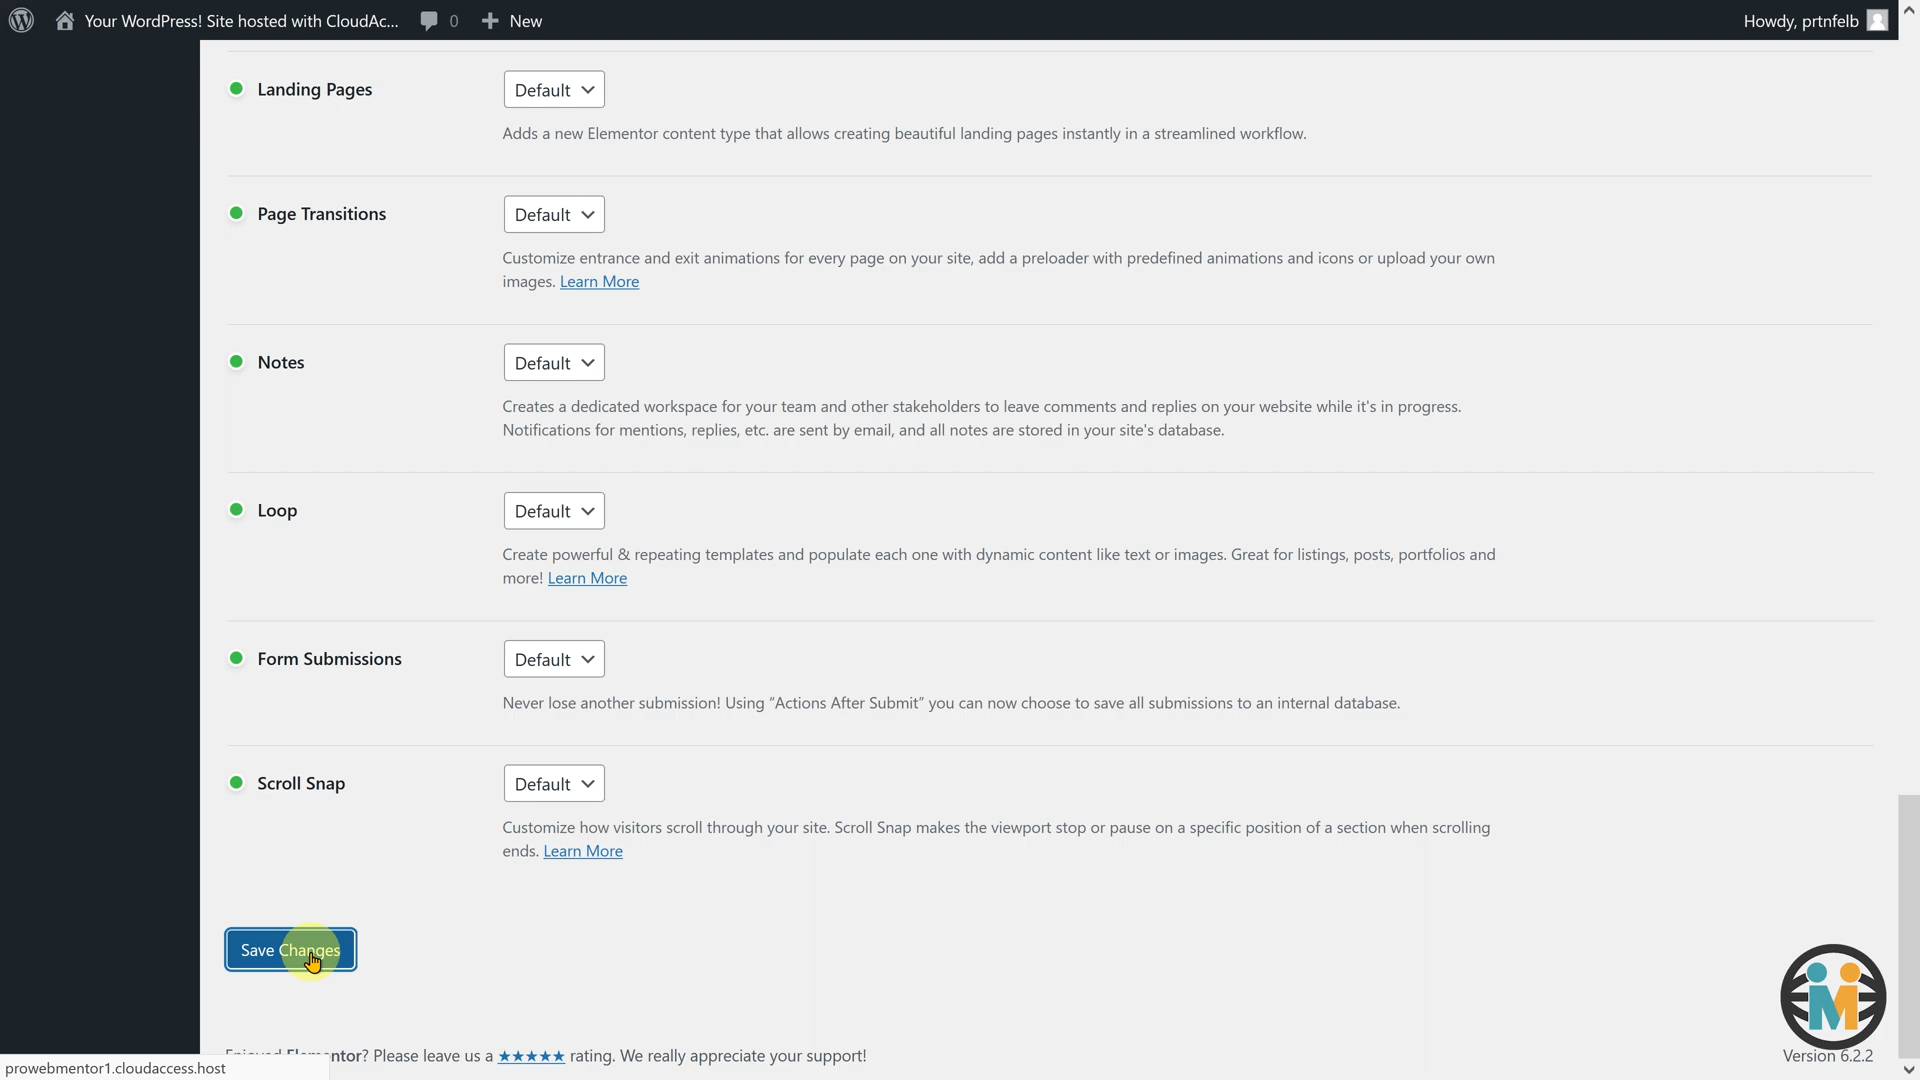 Your WordPress! Site hosted with CloudAc... 0 New Howdy, prtnfelb
Landing Pages Default
Adds a new Elementor content type that allows creating beautiful landing pages instantly in a streamlined workflow.
Page Transitions Default
Customize entrance and exit animations for every page on your site, add a preloader with predefined animations and icons or upload your own
images. Learn More
Notes Default
Creates a dedicated workspace for your team and other stakeholders to leave comments and replies on your website while it's in progress.
Notifications for mentions, replies, etc. are sent by email, and all notes are stored in your site's database.
Loop Default
Create powerful & repeating templates and populate each one with dynamic content like text or images. Great for listings, posts, portfolios and
more! Learn More
Form Submissions Default
Never lose another submission! Using “Actions After Submit” you can now choose to save all submissions to an internal database.
Scroll Snap Default
Customize how visitors scroll through your site. Scroll Snap makes the viewport stop or pause on a specific position of a section when scrolling
ends. Learn More
Save Changes
M
Enjoyed Elementor? Please leave us a ★★★★★ rating. We really appreciate your support! Version 6.2.2
prowebmentor1.cloudaccess.host